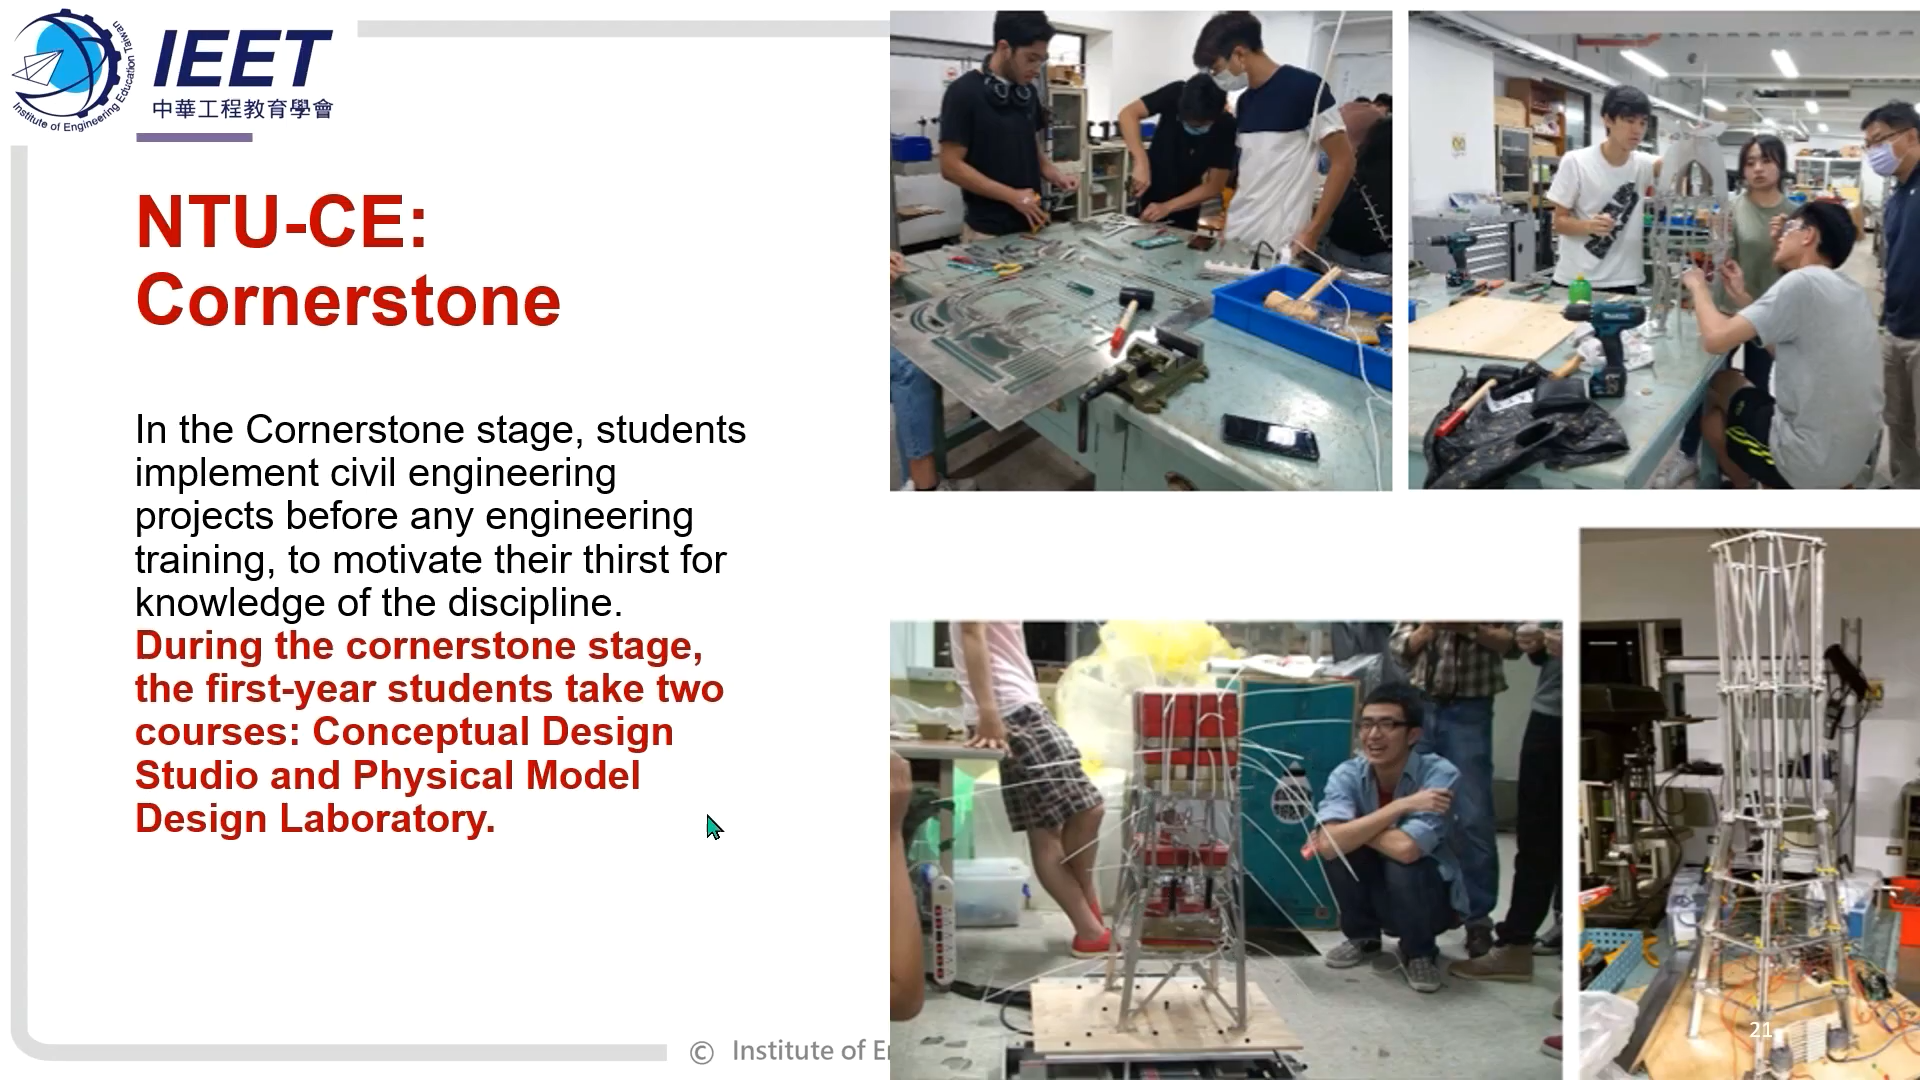 IEET
中華工程教育學會
Institute of Engineering Education Taiwan
NTU-CE:
Cornerstone
In the Cornerstone stage, students
implement civil engineering
projects before any engineering
training, to motivate their thirst for
knowledge of the discipline.
During the cornerstone stage,
the first-year students take two
courses: Conceptual Design
Studio and Physical Model
Design Laboratory.
© Institute of E
21